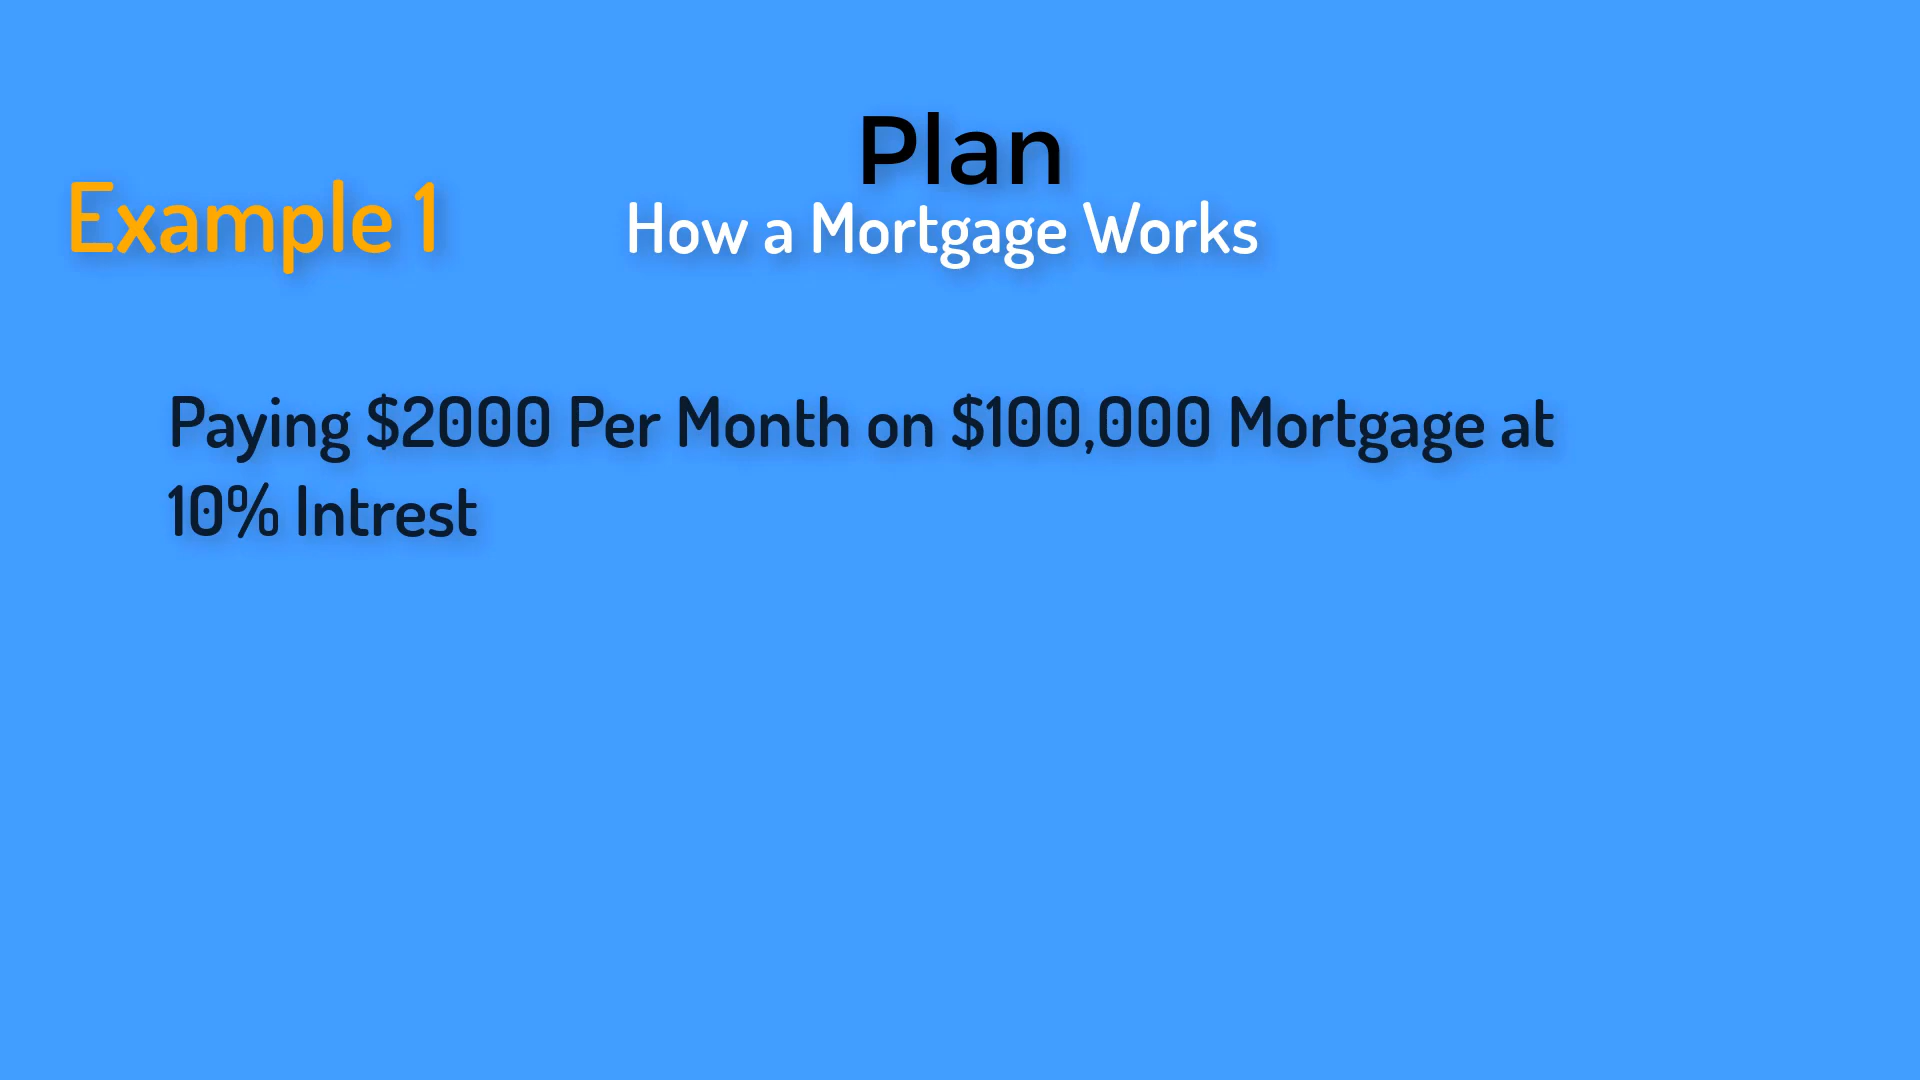 Plan
Example 1
How a Mortgage Works
Paying $2000 Per Month on $100,000 Mortgage at
10% Intrest